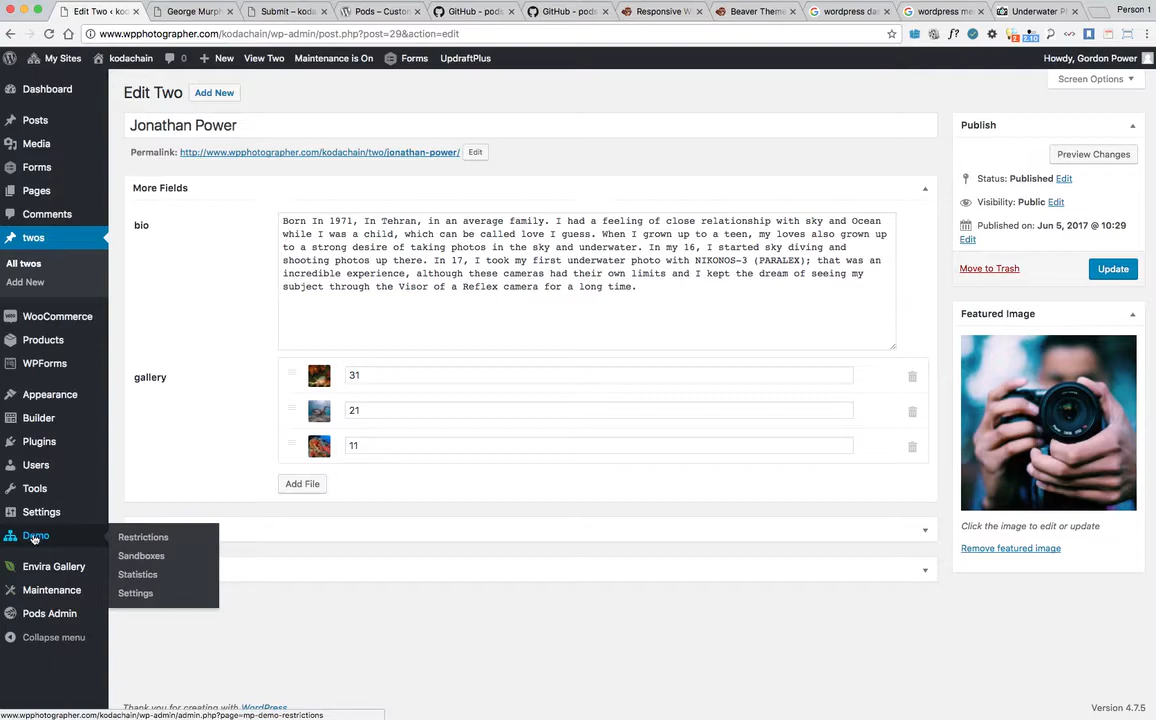 Edit Two ‹ kodac
George Murph
Submit – koda
Pods – Custom
GitHub - pods
GitHub - pods
Responsive W
Beaver Theme
wordpress da
wordpress me
Underwater P
Person 1
www.wpphotographer.com/kodachain/wp-admin/post.php?post=29&action=edit
My Sites
kodachain
0
New
View Two
Maintenance is On
Forms
UpdraftPlus
Howdy, Gordon Power
Screen Options
Dashboard
Posts
Media
Forms
Pages
Comments
twos
All twos
Add New
WooCommerce
Products
WPForms
Appearance
Builder
Plugins
Users
Tools
Settings
Demo
Restrictions
Sandboxes
Statistics
Settings
Envira Gallery
Maintenance
Pods Admin
Collapse menu
Edit Two
Add New
Jonathan Power
Permalink: http://www.wpphotographer.com/kodachain/two/jonathan-power/ Edit
More Fields
bio
Born In 1971, In Tehran, in an average family. I had a feeling of close relationship with sky and Ocean
while I was a child, which can be called love I guess. When I grown up to a teen, my loves also grown up
to a strong desire of taking photos in the sky and underwater. In my 16, I started sky diving and
shooting photos up there. In 17, I took my first underwater photo with NIKONOS-3 (PARALEX); that was an
incredible experience, although these cameras had their own limits and I kept the dream of seeing my
subject through the Visor of a Reflex camera for a long time.
gallery
31
21
11
Add File
Publish
Preview Changes
Status: Published Edit
Visibility: Public Edit
Published on: Jun 5, 2017 @ 10:29
Edit
Move to Trash
Update
Featured Image
Click the image to edit or update
Remove featured image
Thank you for creating with WordPress
Version 4.7.5
www.wpphotographer.com/kodachain/wp-admin/admin.php?page=mp-demo-restrictions